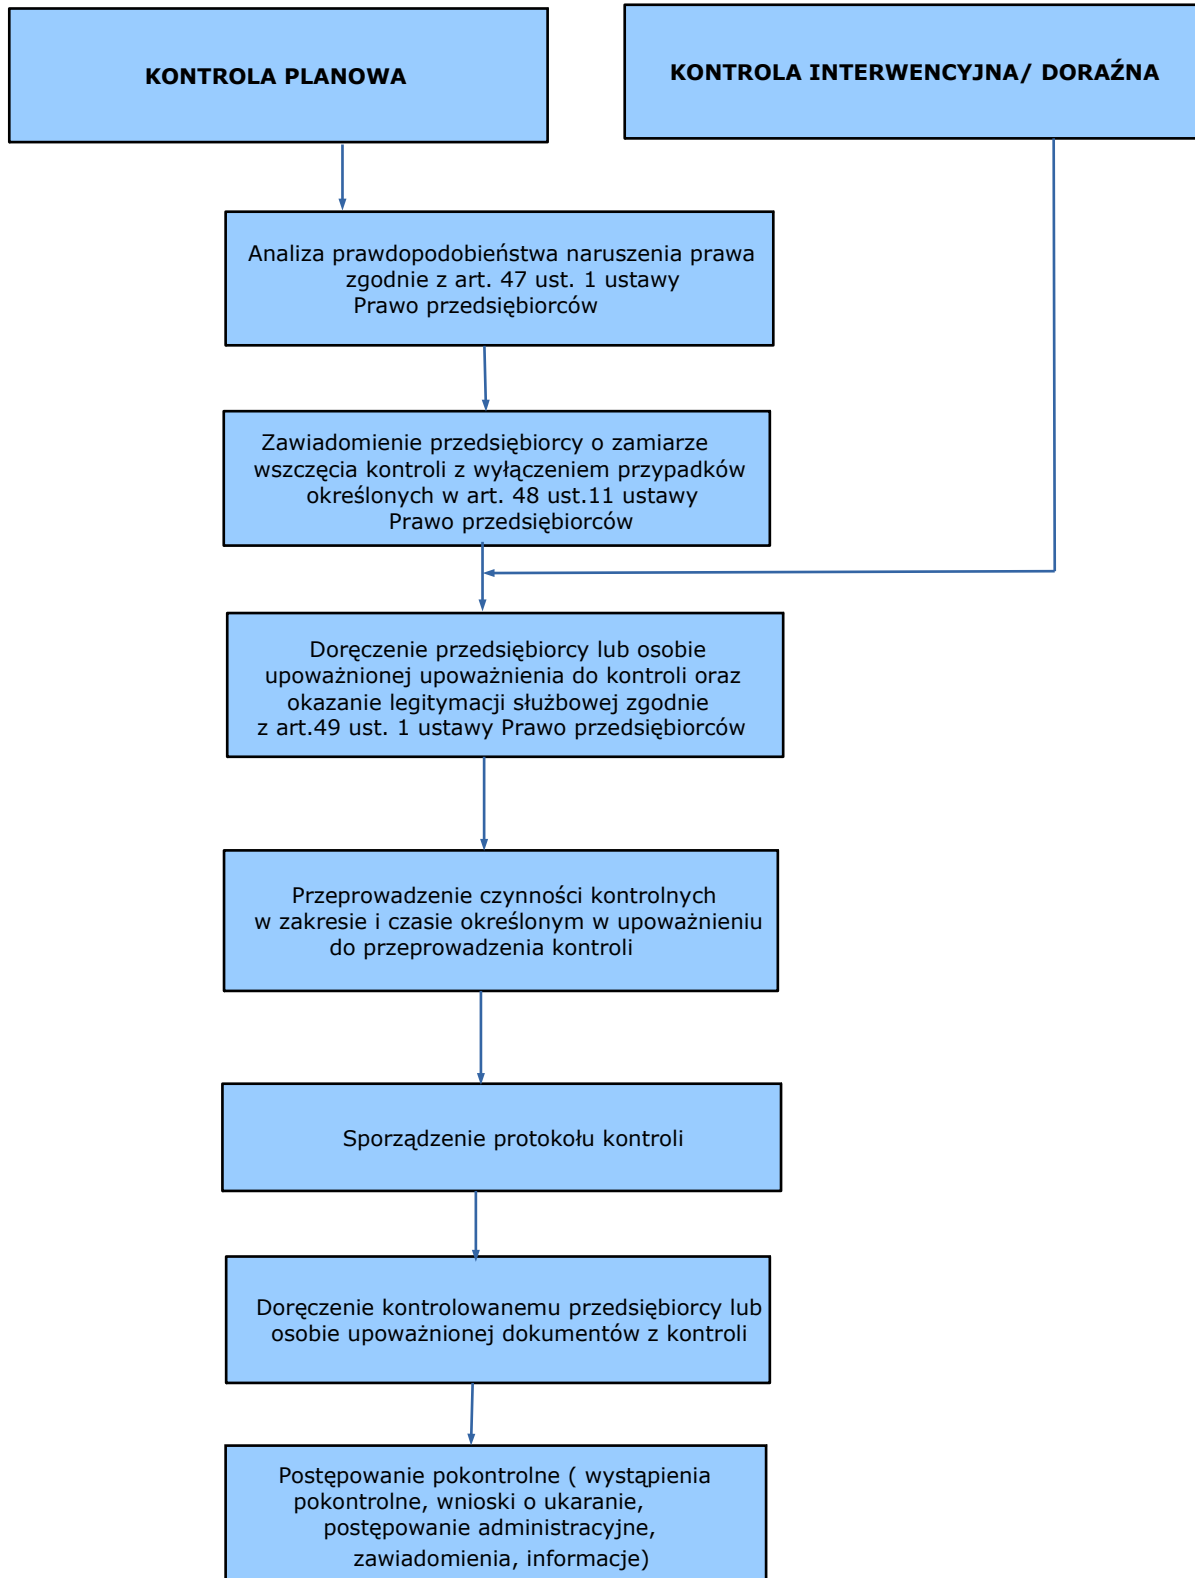 KONTROLA PLANOWA
KONTROLA INTERWENCYJNA/ DORAŹNA
Analiza prawdopodobieństwa naruszenia prawa
zgodnie z art. 47 ust. 1 ustawy
Prawo przedsiębiorców
Zawiadomienie przedsiębiorcy o zamiarze
wszczęcia kontroli z wyłączeniem przypadków
określonych w art. 48 ust.11 ustawy
Prawo przedsiębiorców
Doręczenie przedsiębiorcy lub osobie
upoważnionej upoważnienia do kontroli oraz
okazanie legitymacji służbowej zgodnie
z art.49 ust. 1 ustawy Prawo przedsiębiorców
Przeprowadzenie czynności kontrolnych
w zakresie i czasie określonym w upoważnieniu
do przeprowadzenia kontroli
Sporządzenie protokołu kontroli
Doręczenie kontrolowanemu przedsiębiorcy lub
osobie upoważnionej dokumentów z kontroli
Postępowanie pokontrolne ( wystąpienia
pokontrolne, wnioski o ukaranie,
postępowanie administracyjne,
zawiadomienia, informacje)